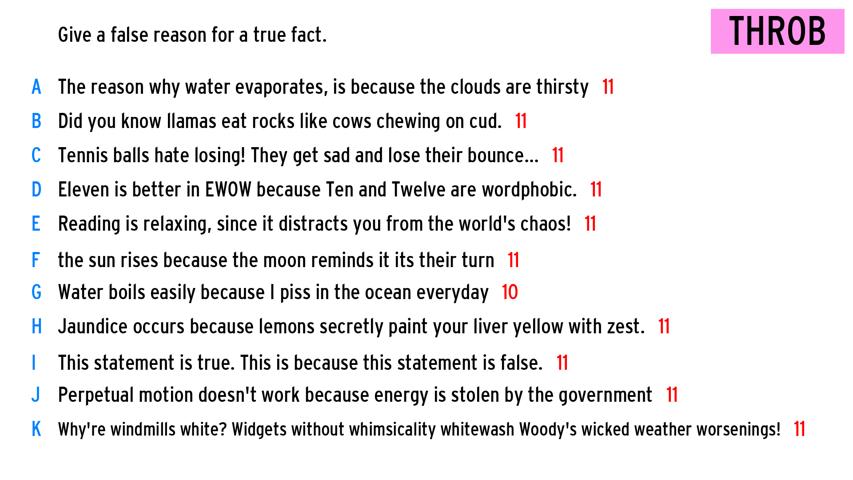 Give a false reason for a true fact.
THROB
A The reason why water evaporates, is because the clouds are thirsty 11
B Did you know llamas eat rocks like cows chewing on cud. 11
C Tennis balls hate losing! They get sad and lose their bounce... 11
D Eleven is better in EWOW because Ten and Twelve are wordphobic. 11
E Reading is relaxing, since it distracts you from the world's chaos! 11
F the sun rises because the moon reminds it its their turn 11
G Water boils easily because I piss in the ocean everyday 10
H Jaundice occurs because lemons secretly paint your liver yellow with zest. 11
I This statement is true. This is because this statement is false. 11
J Perpetual motion doesn't work because energy is stolen by the government 11
K Why're windmills white? Widgets without whimsicality whitewash Woody's wicked weather worsenings! 11